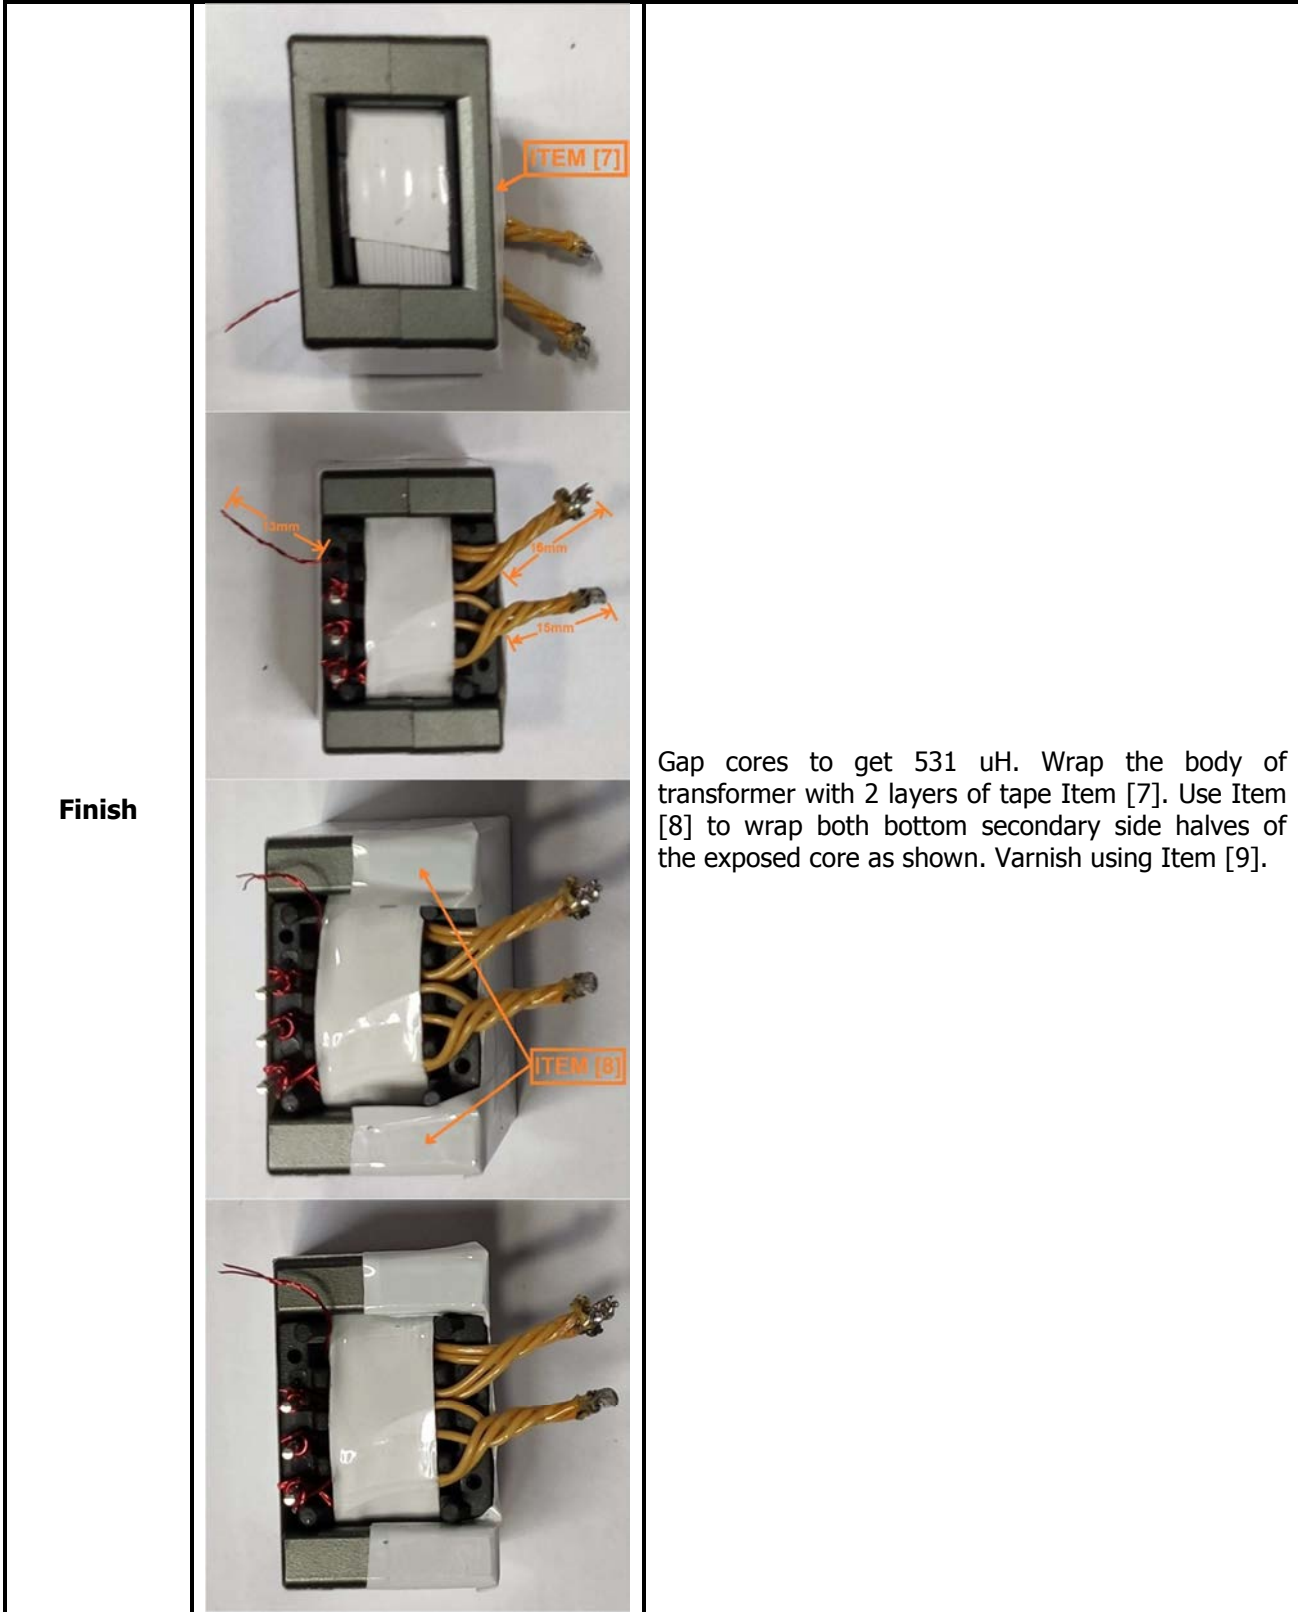 Finish
ITEM [7]
13mm
16mm
15mm
ITEM [8]
Gap cores to get 531 uH. Wrap the body of
transformer with 2 layers of tape Item [7]. Use Item
[8] to wrap both bottom secondary side halves of
the exposed core as shown. Varnish using Item [9].